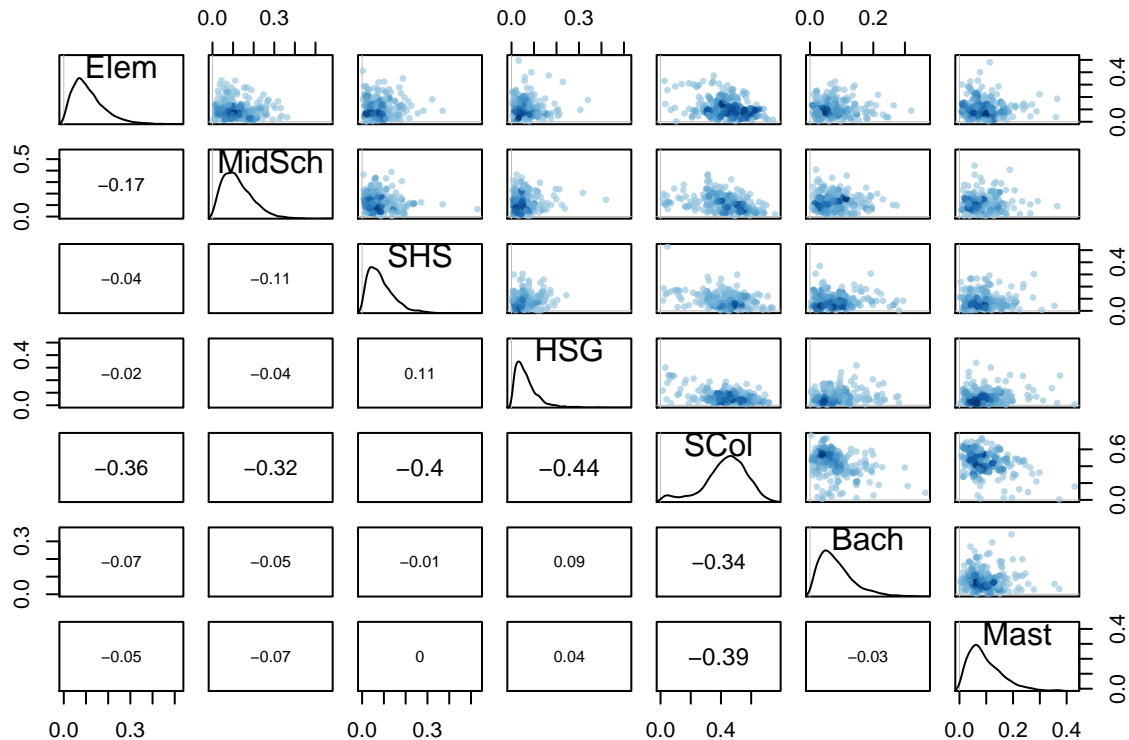 0.0 0.3 0.0 0.3 0.0 0.2
Elem 0.0 0.4
0.0 0.5 −0.17 MidSch
−0.04 −0.11 SHS 0.0 0.4
0.0 0.4 −0.02 −0.04 0.11 HSG
−0.36 −0.32 −0.4 −0.44 SCol 0.0 0.6
0.0 0.3 −0.07 −0.05 −0.01 0.09 −0.34 Bach
−0.05 −0.07 0 0.04 −0.39 −0.03 Mast 0.0 0.4
0.0 0.3 0.0 0.3 0.0 0.4 0.0 0.2 0.4